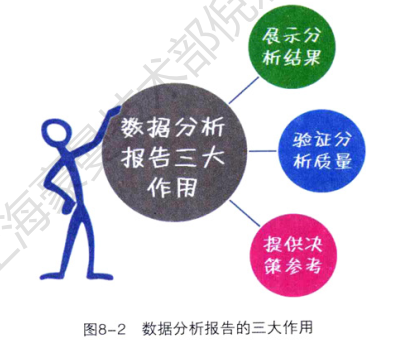 展示分
析结果
数据分析
报告三大
作用
验证分
析质量
提供决
策参考
图8-2 数据分析报告的三大作用